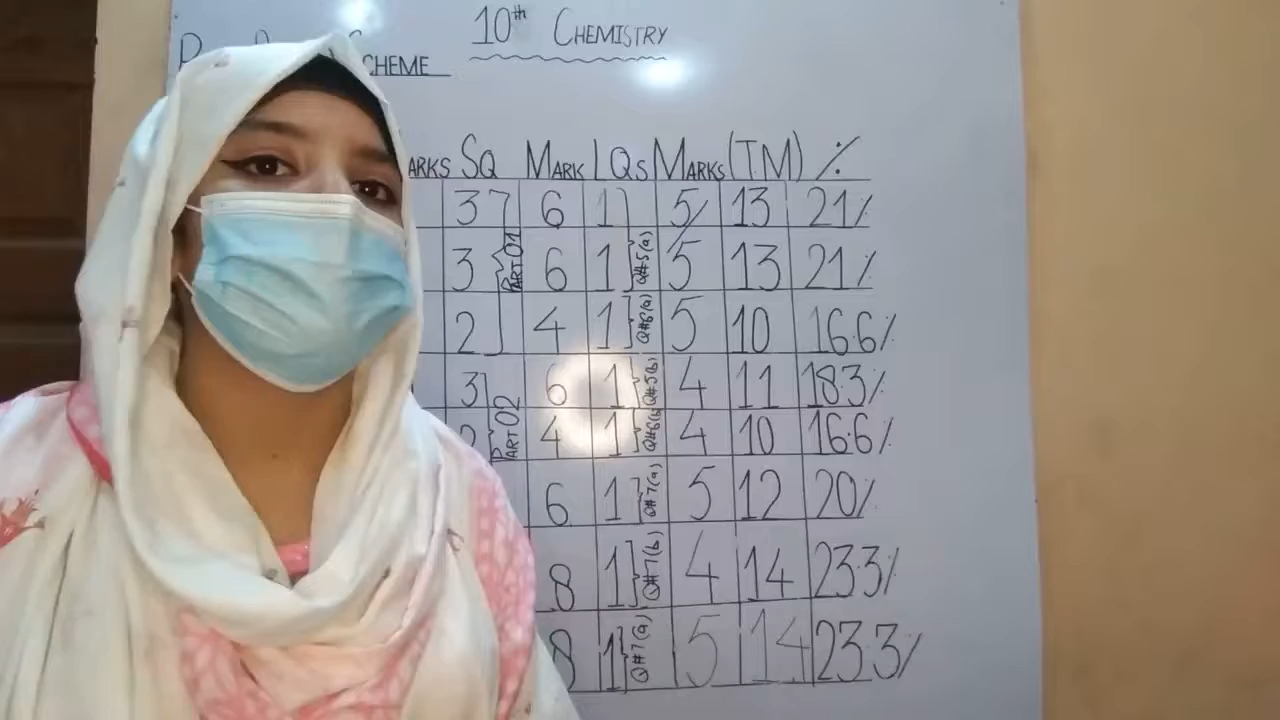 10th CHEMISTRY
SCHEME
ARKS SQ MARK LQs MARKS (TM) %
3 6 1 5/ 13 21%
3 PART 01 6 1 Q#5(a) 5 13 21%
2 4 1 Q#6(a) 5 10 16.6%
3 6 1 Q#5(b) 4 11 18.3%
2 PART 02 4 1 Q#6(b) 4 10 16.6%
6 1 Q#7(a) 5 12 20%
8 1 Q#7(b) 4 14 23.3%
8 1 Q#7(a) 5 14 23.3%